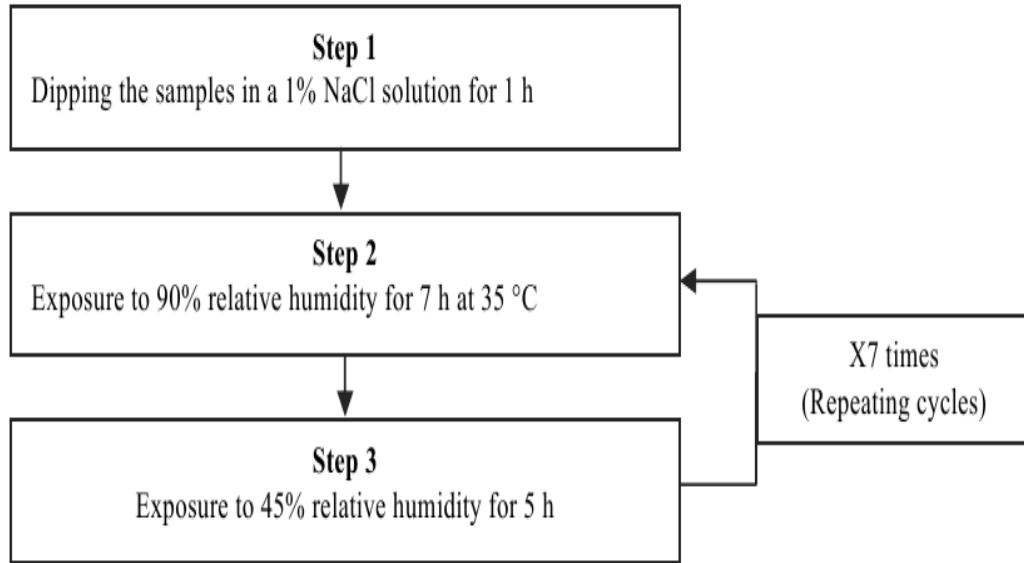 Step 1
Dipping the samples in a 1% NaCl solution for 1 h
Step 2
Exposure to 90% relative humidity for 7 h at 35 °C
Step 3
Exposure to 45% relative humidity for 5 h
X7 times
(Repeating cycles)